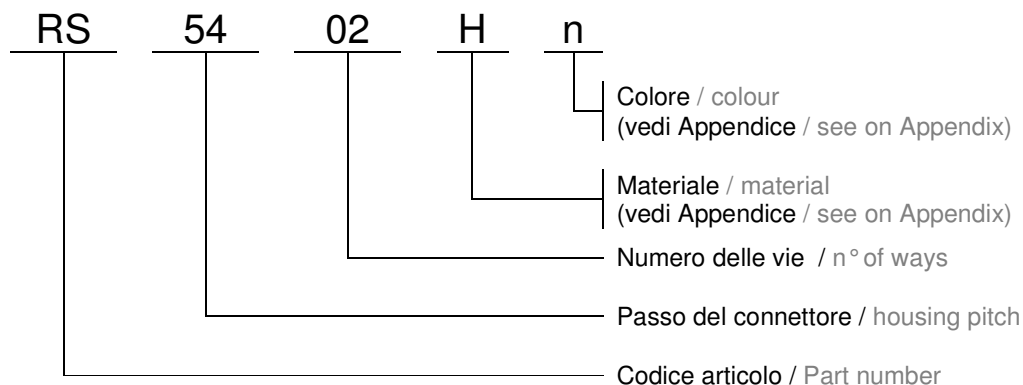 RS 54 02 H n
Colore / colour
(vedi Appendice / see on Appendix)
Materiale / material
(vedi Appendice / see on Appendix)
Numero delle vie / n° of ways
Passo del connettore / housing pitch
Codice articolo / Part number